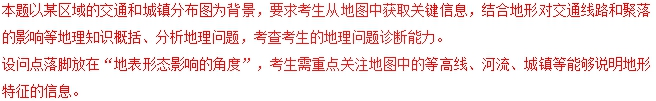 本题以某区域的交通和城镇分布图为背景，要求考生从地图中获取关键信息，结合地形对交通线路和聚落
的影响等地理知识概括、分析地理问题，考查考生的地理问题诊断能力。
设问点落脚放在“地表形态影响的角度”，考生需重点关注地图中的等高线、河流、城镇等能够说明地形
特征的信息。